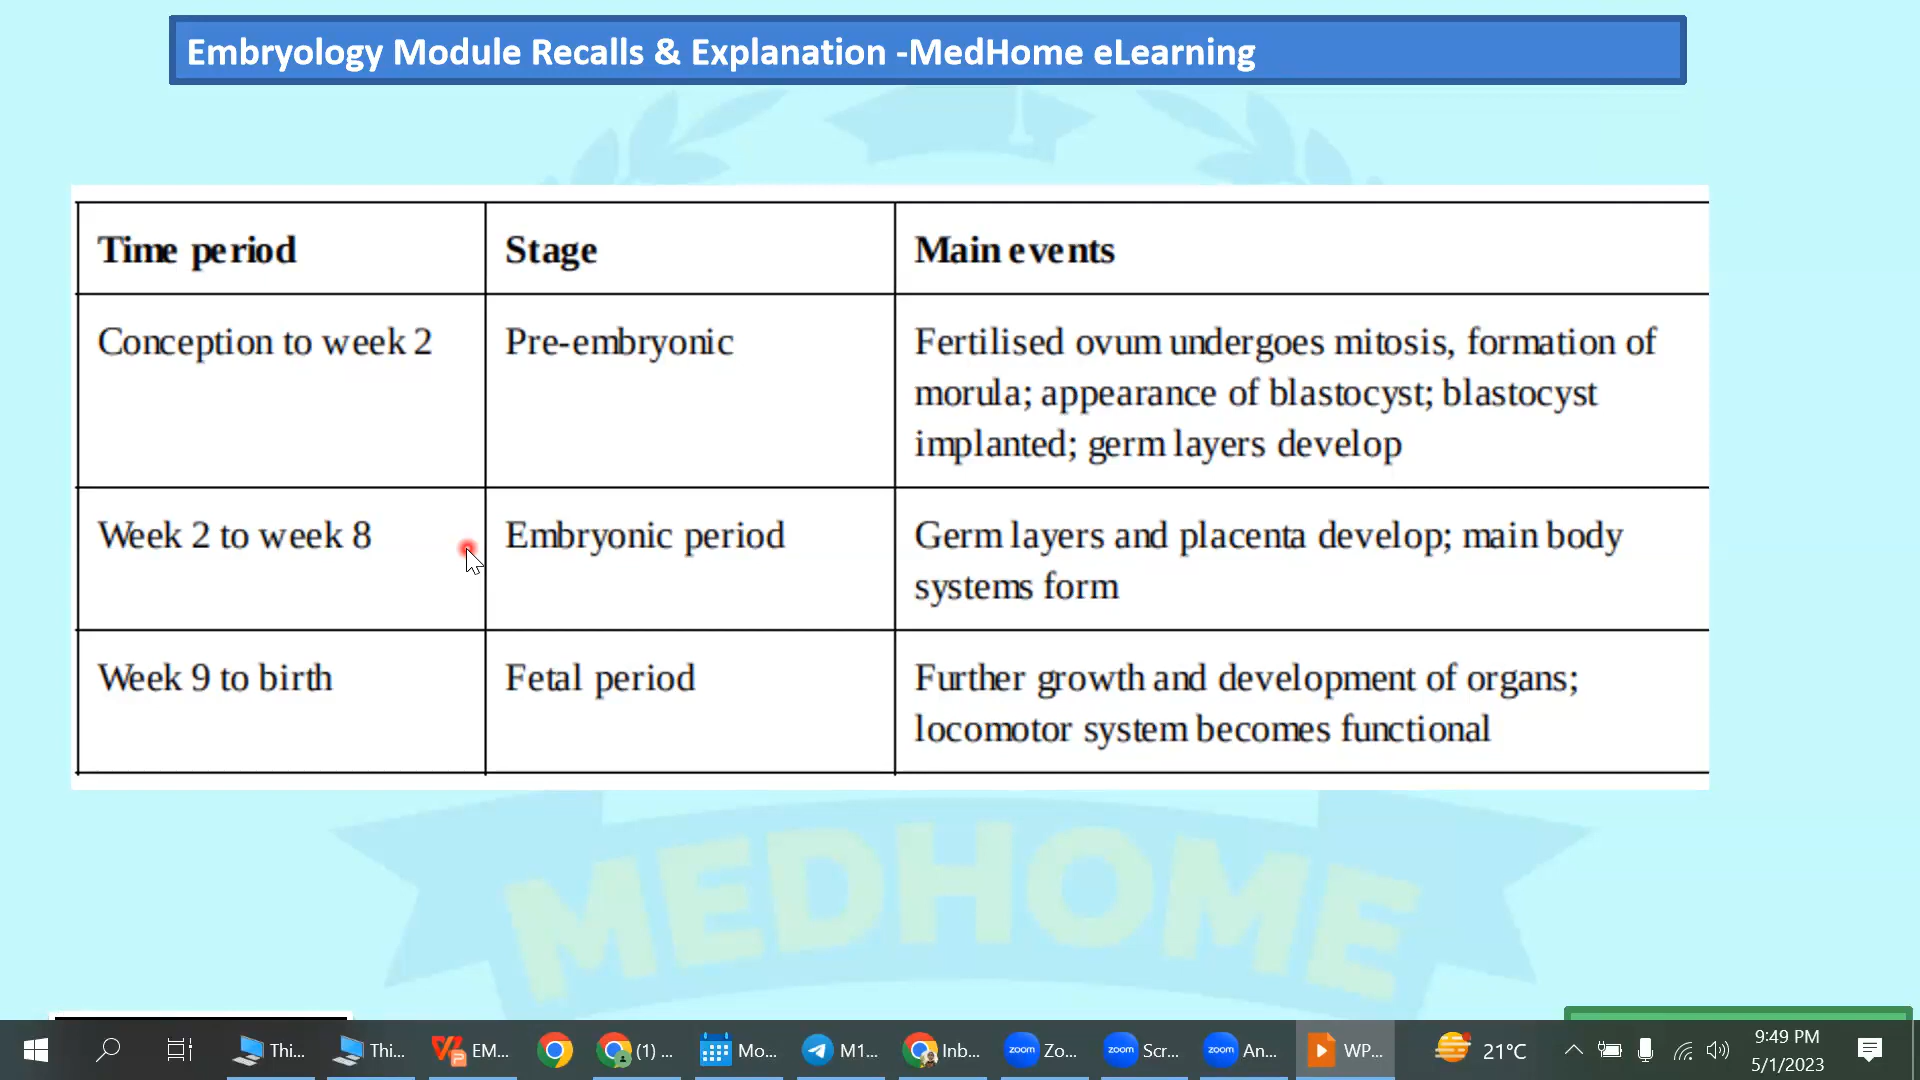 Embryology Module Recalls & Explanation -MedHome eLearning
Time period Stage Main events
Conception to week 2 Pre-embryonic Fertilised ovum undergoes mitosis, formation of
morula; appearance of blastocyst; blastocyst
implanted; germ layers develop
Week 2 to week 8 Embryonic period Germ layers and placenta develop; main body
systems form
Week 9 to birth Fetal period Further growth and development of organs;
locomotor system becomes functional
MEDHOME
Thi... Thi... EM... (1) ... Mo... M1... Inb... zoom Zo... zoom Scr... zoom An... WP... 21°C 9:49 PM
5/1/2023